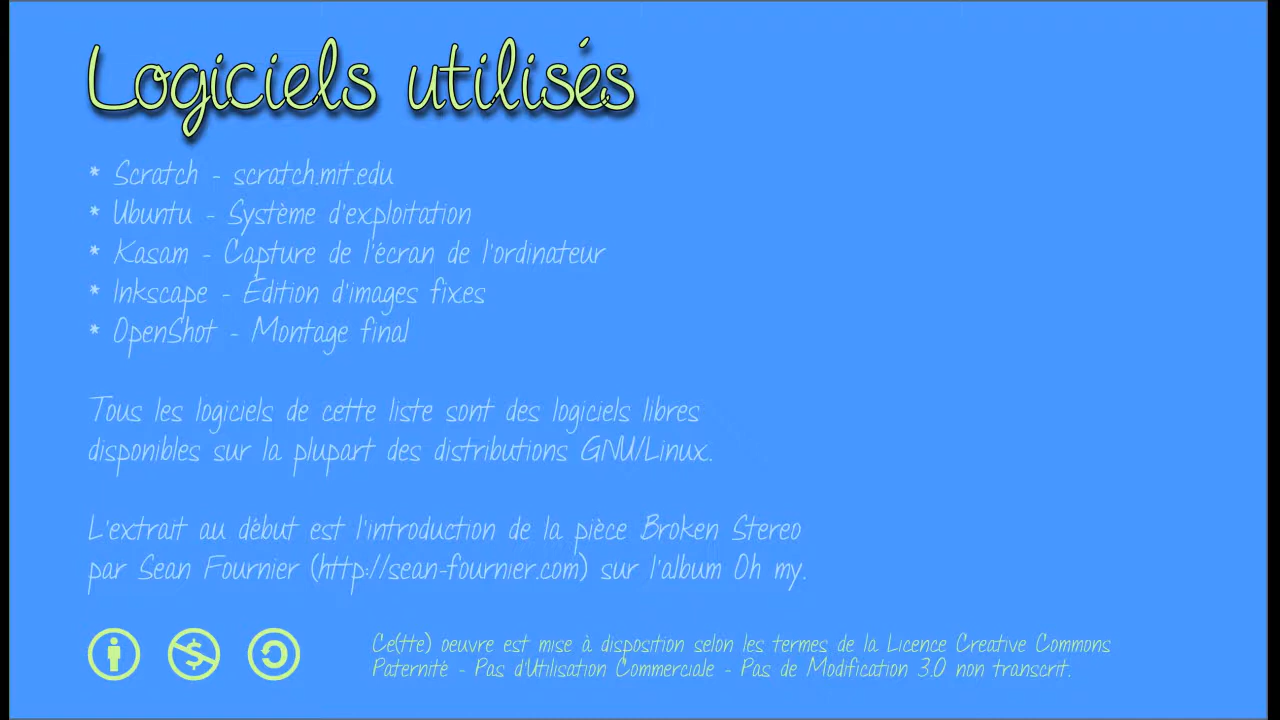 Logiciels utilisés
* Scratch - scratch.mit.edu
* Ubuntu - Système d'exploitation
* Kasam - Capture de l'écran de l'ordinateur
* Inkscape - Édition d'images fixes
* OpenShot - Montage final
Tous les logiciels de cette liste sont des logiciels libres
disponibles sur la plupart des distributions GNU/Linux.
L'extrait au début est l'introduction de la pièce Broken Stereo
par Sean Fournier (http://sean-fournier.com) sur l'album Oh my.
Ce(tte) oeuvre est mise à disposition selon les termes de la Licence Creative Commons
Paternité - Pas d'Utilisation Commerciale - Pas de Modification 3.0 non transcrit.